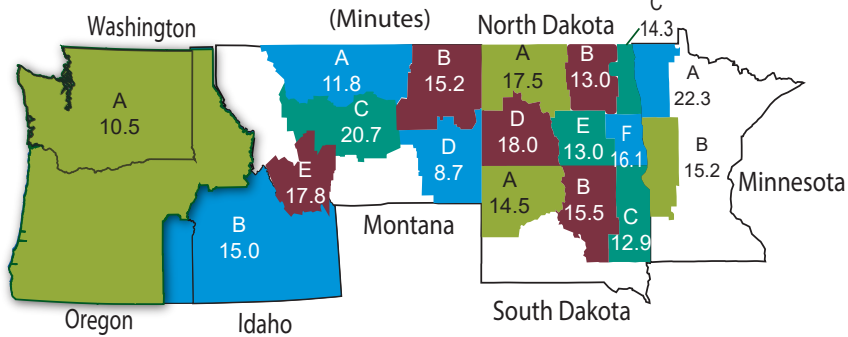 (Minutes)
Washington
North Dakota
C
14.3
A
10.5
A
11.8
B
15.2
A
17.5
B
13.0
A
22.3
C
20.7
D
18.0
E
13.0
F
16.1
B
15.2
D
8.7
E
17.8
A
14.5
B
15.5
C
12.9
Minnesota
B
15.0
Montana
South Dakota
Oregon
Idaho